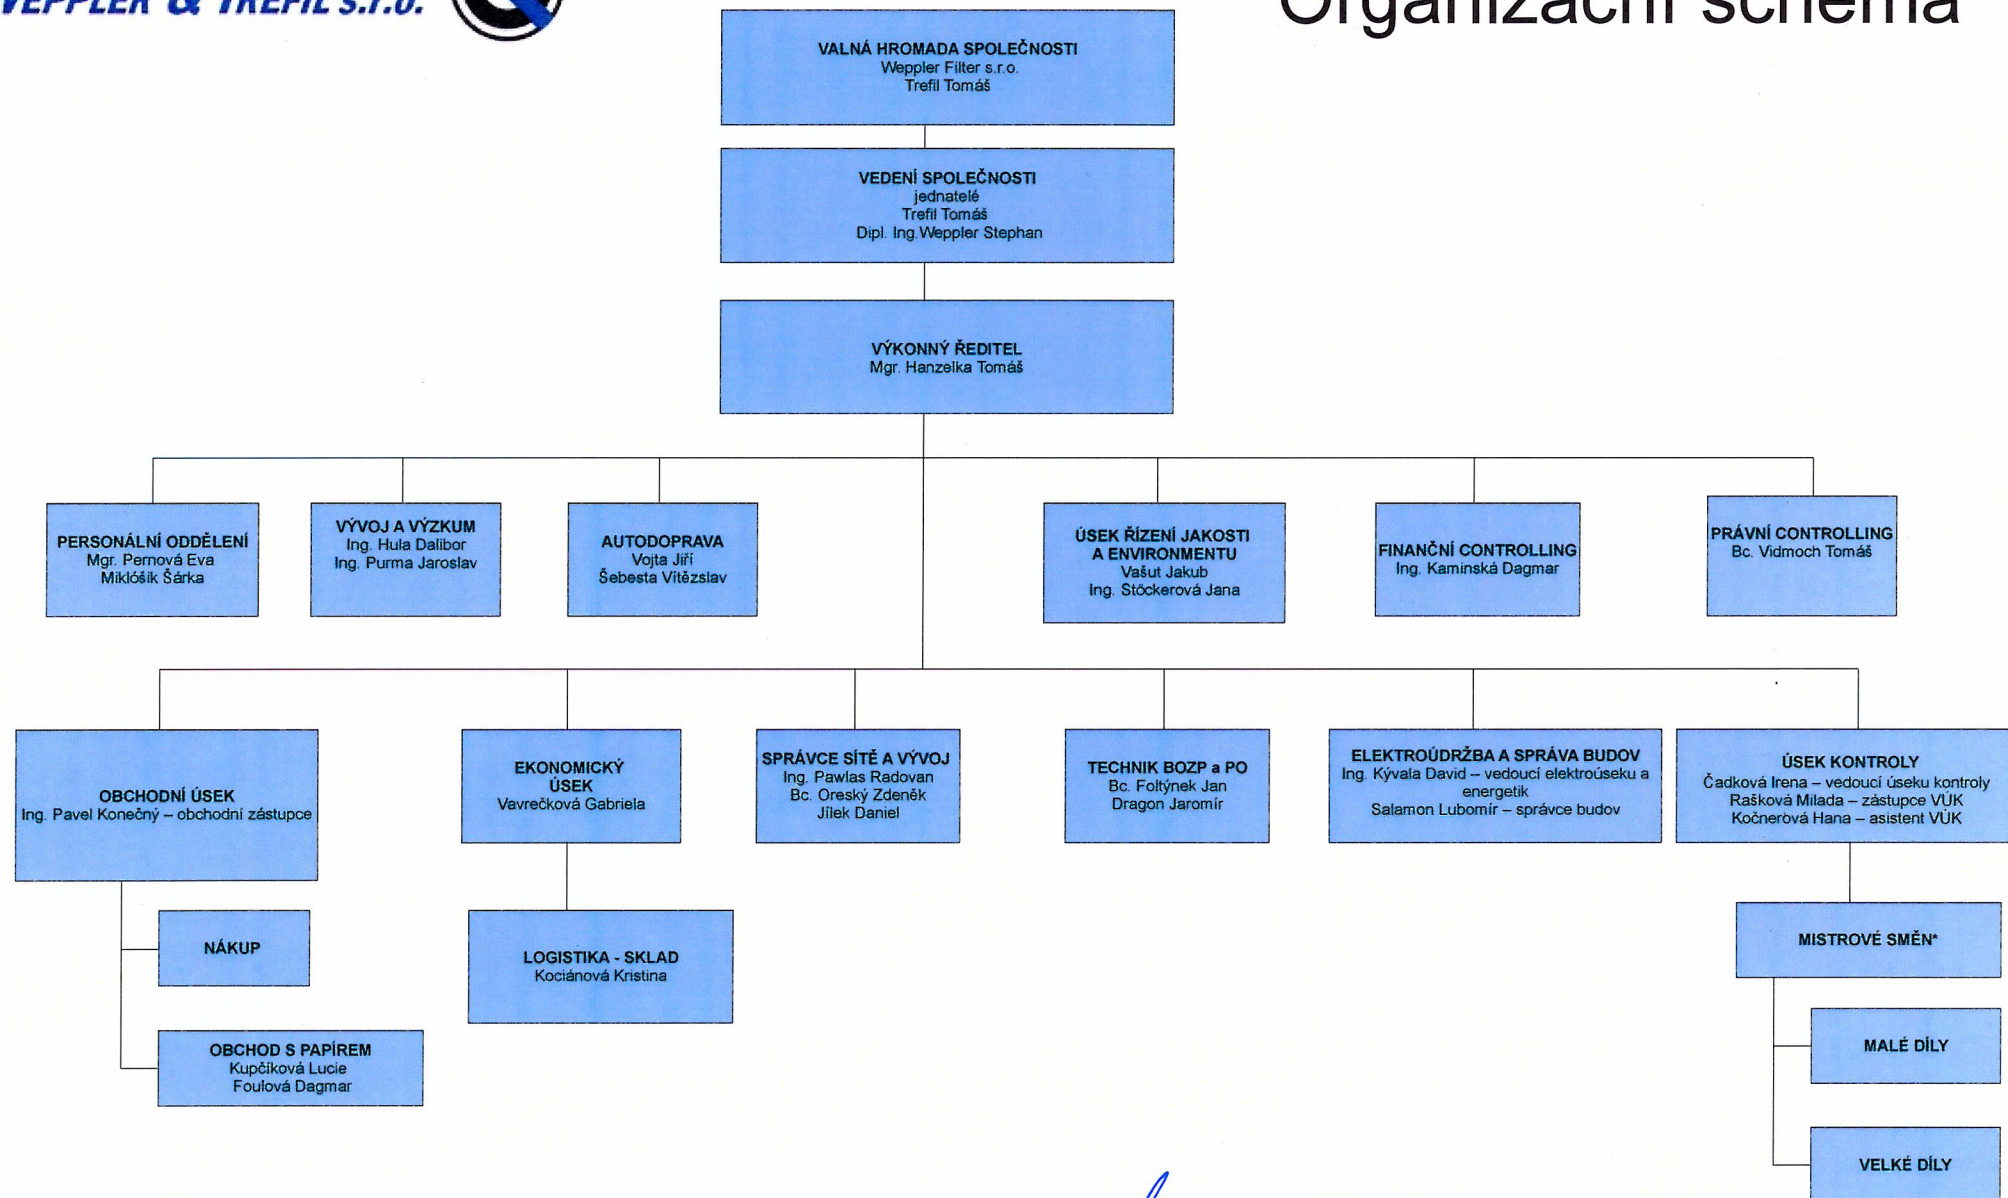 WEPPLER & TREFIL s.r.o.
Organizační schéma
VALNÁ HROMADA SPOLEČNOSTI
Weppler Filter s.r.o.
Trefil Tomáš
VEDENÍ SPOLEČNOSTI
jednatelé
Trefil Tomáš
Dipl. Ing.Weppler Stephan
VÝKONNÝ ŘEDITEL
Mgr. Hanzelka Tomáš
PERSONÁLNÍ ODDĚLENÍ
Mgr. Pernová Eva
Miklóšik Šárka
VÝVOJ A VÝZKUM
Ing. Hula Dalibor
Ing. Purma Jaroslav
AUTODOPRAVA
Vojta Jiří
Šebesta Vítězslav
ÚSEK ŘÍZENÍ JAKOSTI
A ENVIRONMENTU
Vašut Jakub
Ing. Stöckerová Jana
FINANČNÍ CONTROLLING
Ing. Kaminská Dagmar
PRÁVNÍ CONTROLLING
Bc. Vidmoch Tomáš
OBCHODNÍ ÚSEK
Ing. Pavel Konečný – obchodní zástupce
EKONOMICKÝ
ÚSEK
Vavrečková Gabriela
SPRÁVCE SÍTĚ A VÝVOJ
Ing. Pawlas Radovan
Bc. Oreský Zdeněk
Jílek Daniel
TECHNIK BOZP a PO
Bc. Foltýnek Jan
Dragon Jaromír
ELEKTROÚDRŽBA A SPRÁVA BUDOV
Ing. Kývala David – vedoucí elektroúseku a
energetik
Salamon Lubomír – správce budov
ÚSEK KONTROLY
Čadková Irena – vedoucí úseku kontroly
Rašková Milada – zástupce VÚK
Kočnerová Hana – asistent VÚK
NÁKUP
LOGISTIKA - SKLAD
Kociánová Kristina
MISTROVÉ SMĚN*
OBCHOD S PAPÍREM
Kupčíková Lucie
Foulová Dagmar
MALÉ DÍLY
VELKÉ DÍLY